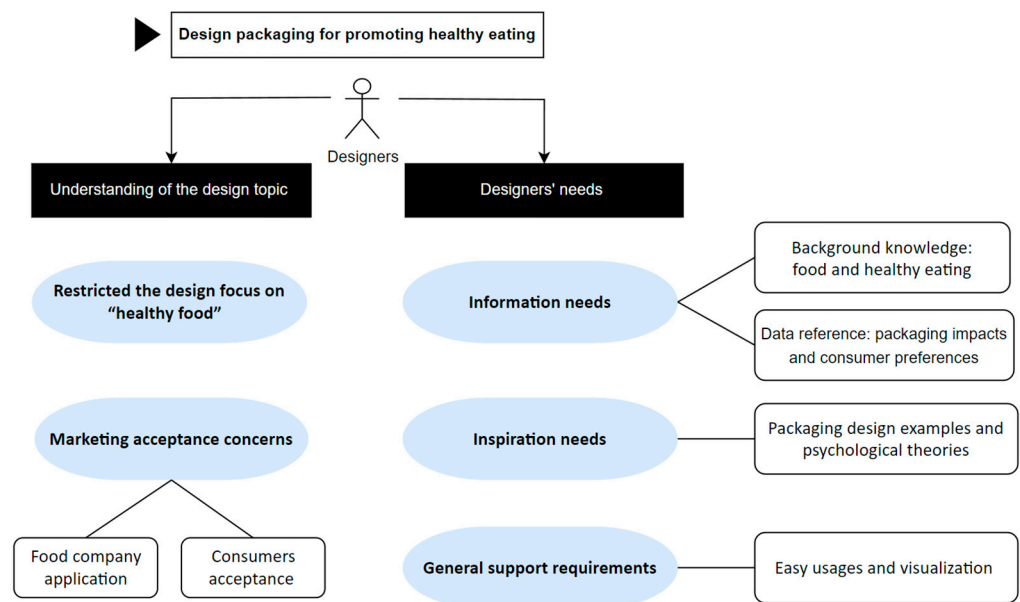 Design packaging for promoting healthy eating
Designers
Understanding of the design topic
Designers' needs
Restricted the design focus on
“healthy food”
Information needs
Background knowledge:
food and healthy eating
Data reference: packaging impacts
and consumer preferences
Marketing acceptance concerns
Inspiration needs
Packaging design examples and
psychological theories
Food company
application
Consumers
acceptance
General support requirements
Easy usages and visualization